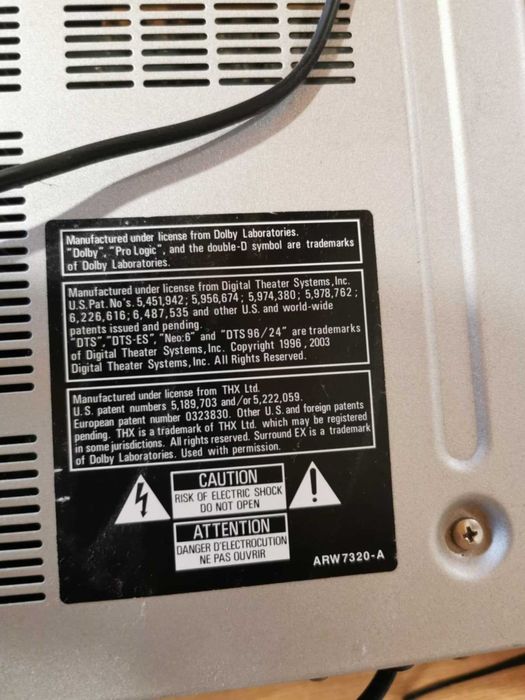 Manufactured under license from Dolby Laboratories.
"Dolby", "Pro Logic", and the double-D symbol are trademarks
of Dolby Laboratories.
Manufactured under license from Digital Theater Systems, Inc.
U.S. Pat. No's. 5,451,942; 5,956,674; 5,974,380; 5,978,762;
6,226,616; 6,487,535 and other U.S. and world-wide
patents issued and pending.
"DTS", "DTS-ES", "Neo:6" and "DTS 96/24" are trademarks
of Digital Theater Systems, Inc. Copyright 1996, 2003
Digital Theater Systems, Inc. All Rights Reserved.
Manufactured under license from THX Ltd.
U.S. patent numbers 5,189,703 and/or 5,222,059.
European patent number 0323830. Other U.S. and foreign patents
pending. THX is a trademark of THX Ltd. which may be registered
in some jurisdictions. All rights reserved. Surround EX is a trademark
of Dolby Laboratories. Used with permission.
CAUTION
RISK OF ELECTRIC SHOCK
DO NOT OPEN
ATTENTION
DANGER D'ELECTROCUTION
NE PAS OUVRIR
ARW7320-A